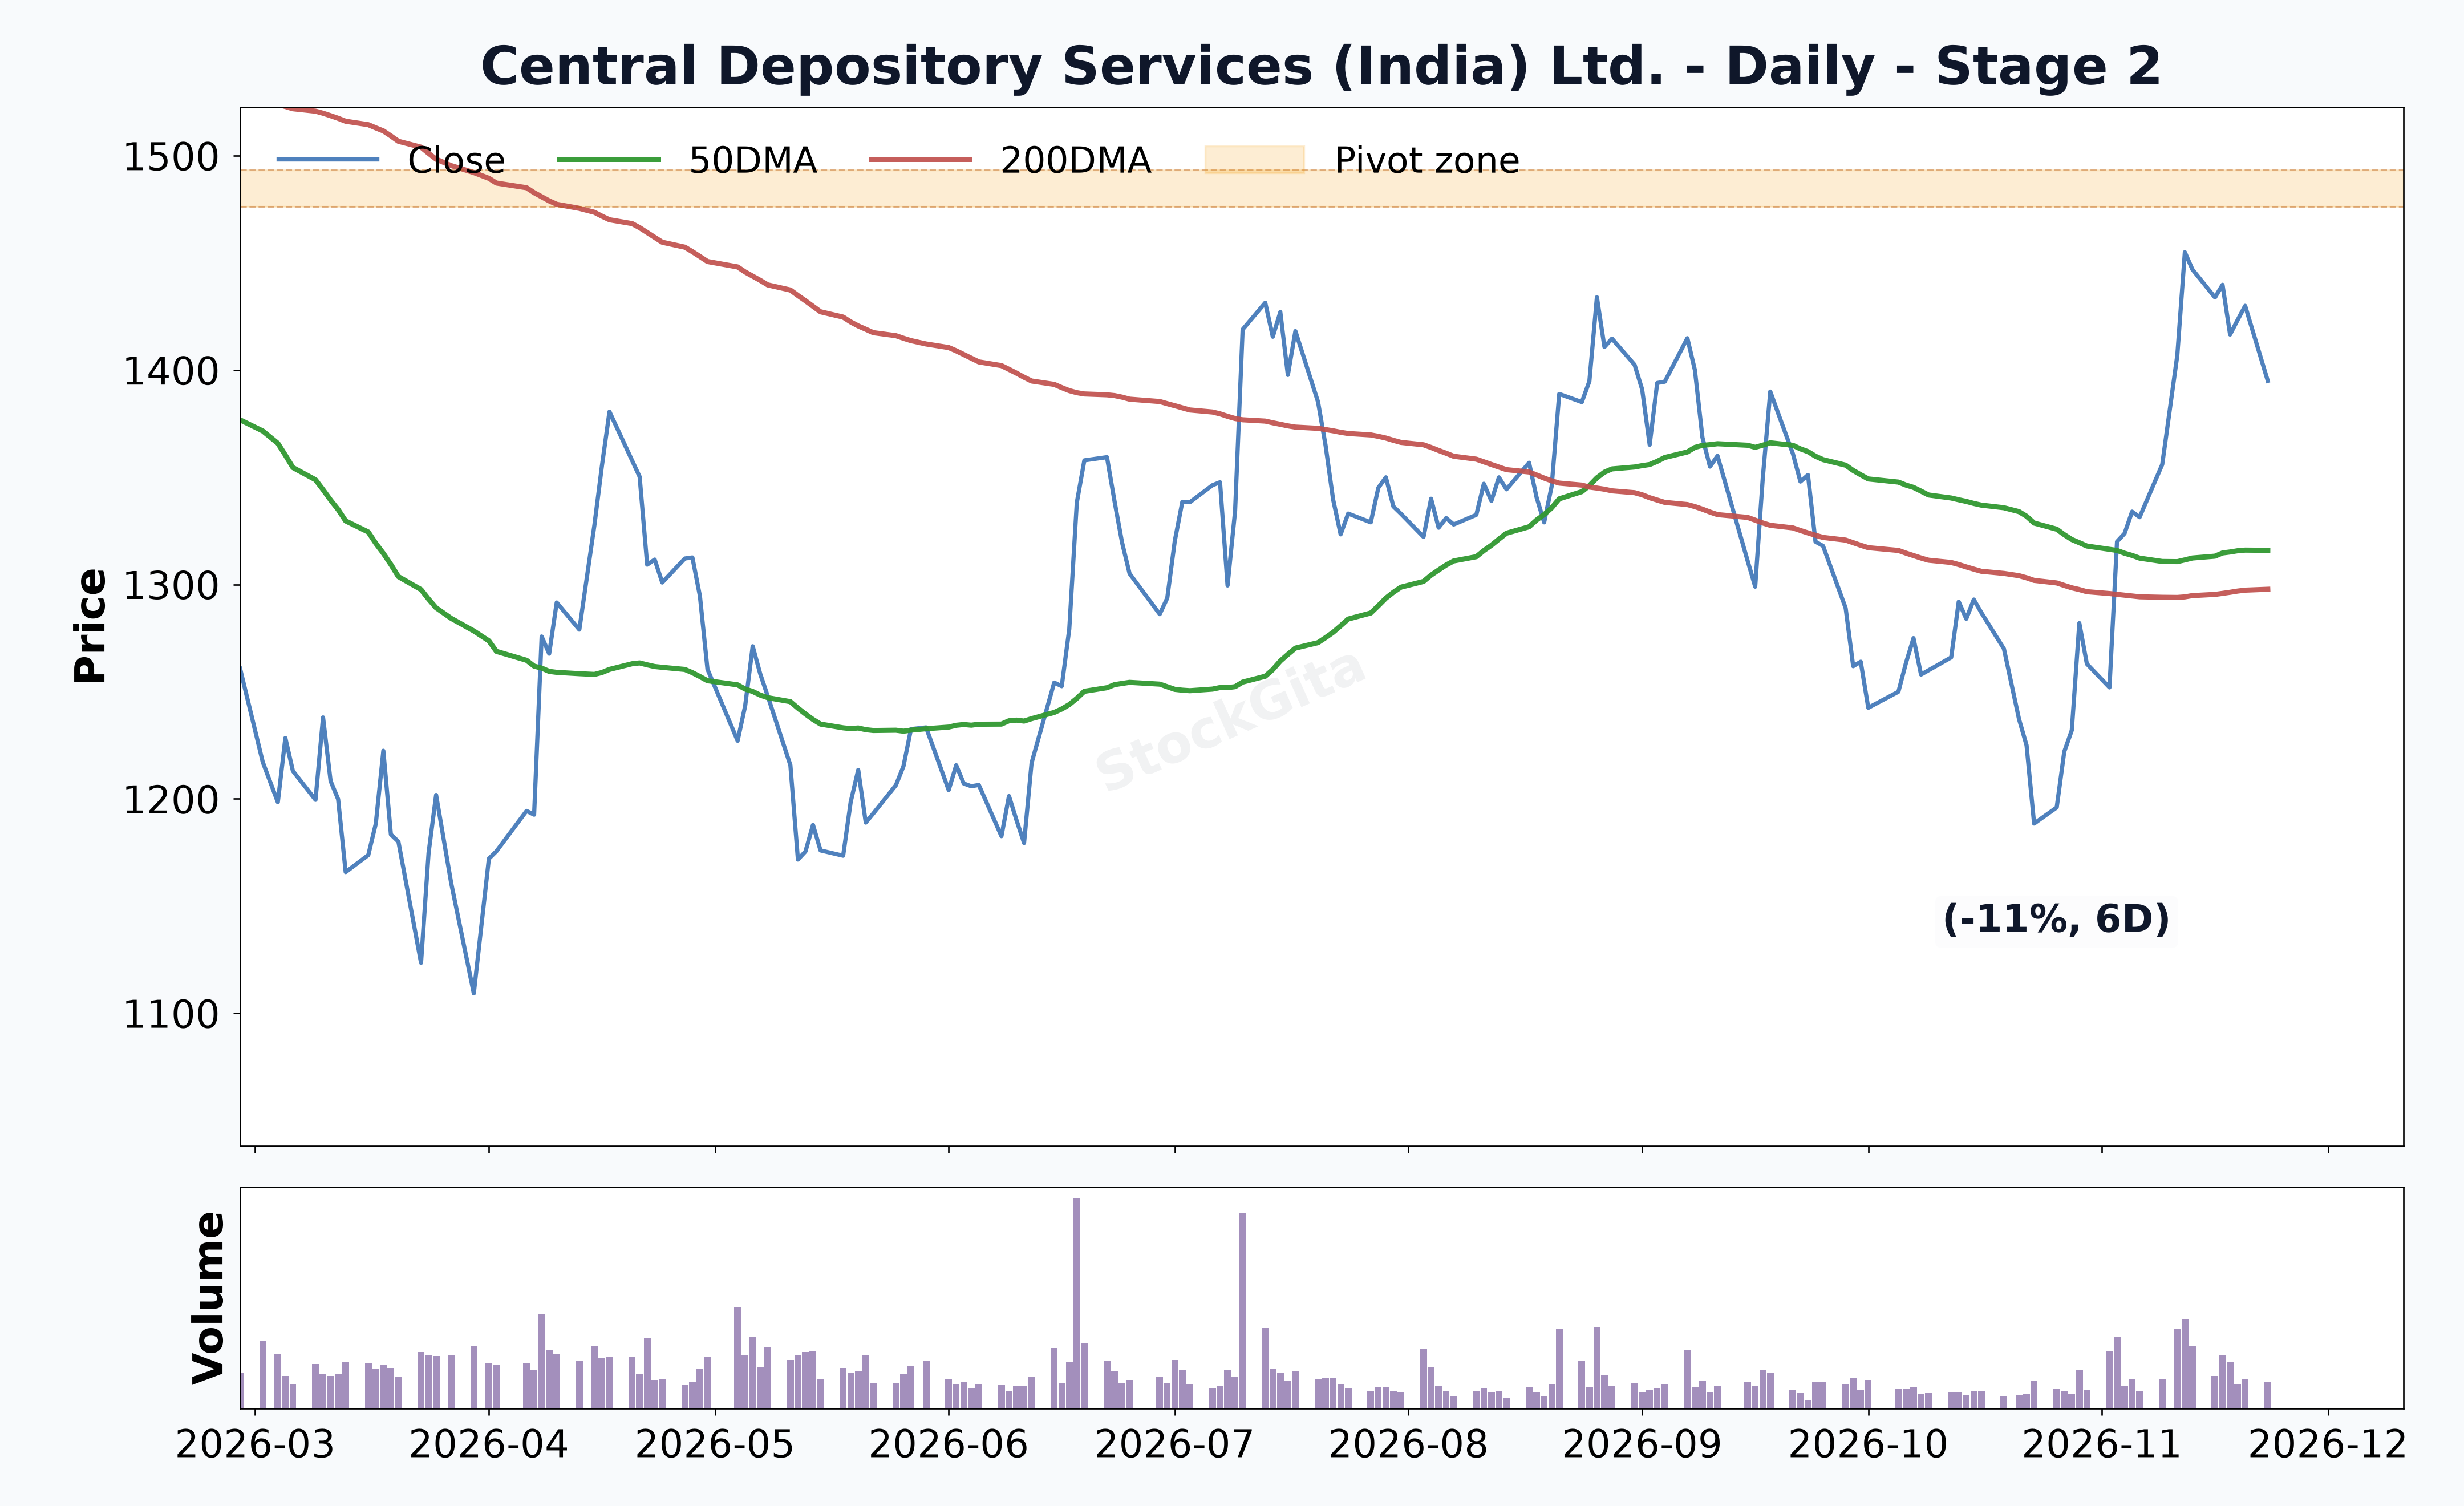 Central Depository Services (India) Ltd. - Daily - Stage 2
Close 50DMA 200DMA Pivot zone
1500
1400
1300
1200
1100
Price
StockGita
(-11%, 6D)
Volume
2026-03 2026-04 2026-05 2026-06 2026-07 2026-08 2026-09 2026-10 2026-11 2026-12